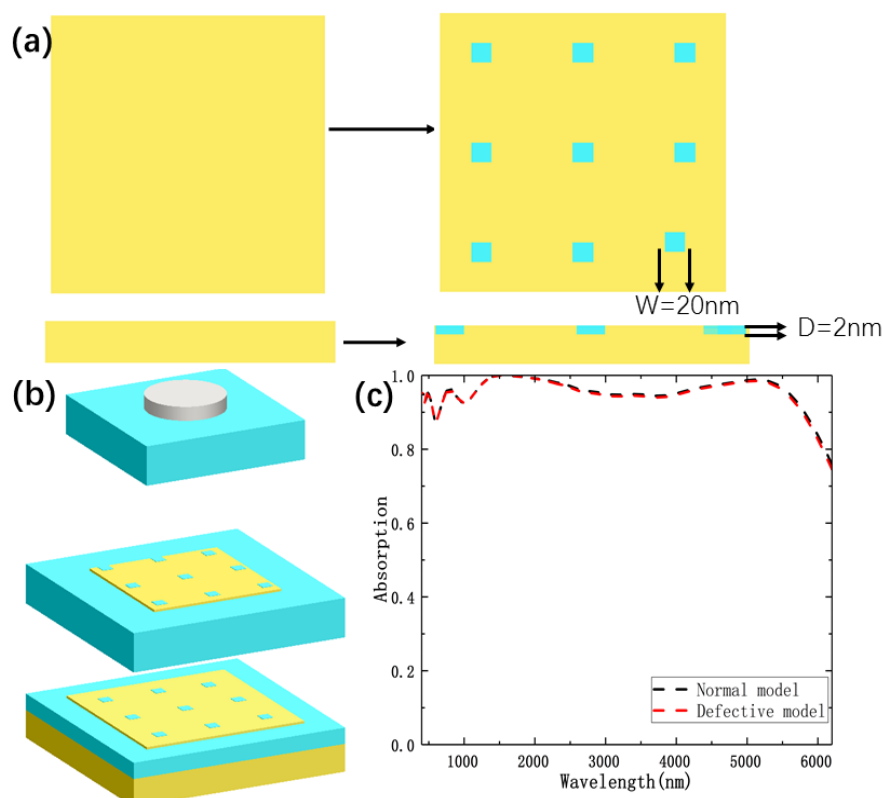 (a)
W=20nm
D=2nm
(b)
(c)
1.0
0.8
0.6
0.4
0.2
0.0
Absorption
1000 2000 3000 4000 5000 6000
Wavelength(nm)
Normal model
Defective model